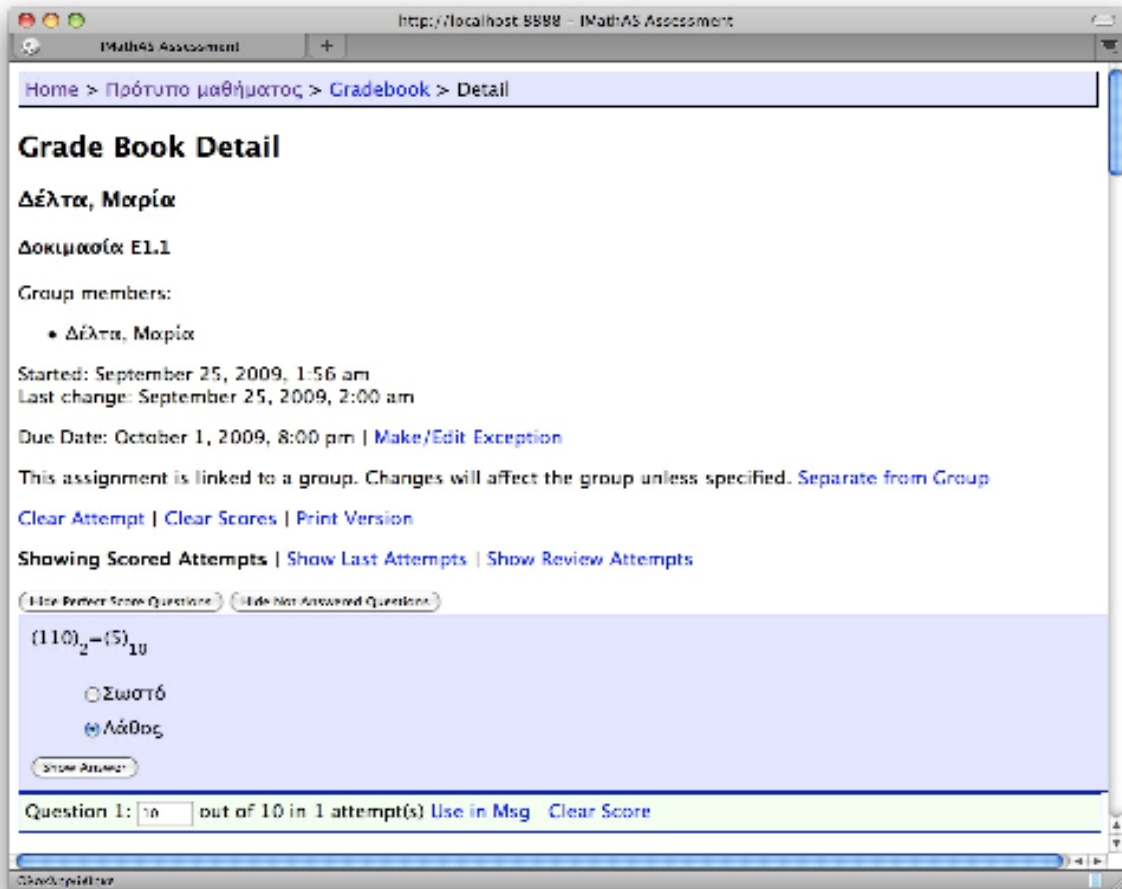 http://localhost:8888 – IMathAS Assessment
IMathAS Assessment
Home > Πρότυπο μαθήματος > Gradebook > Detail
Grade Book Detail
Δέλτα, Μαρία
Δοκιμασία Ε1.1
Group members:
• Δέλτα, Μαρία
Started: September 25, 2009, 1:56 am
Last change: September 25, 2009, 2:00 am
Due Date: October 1, 2009, 8:00 pm | Make/Edit Exception
This assignment is linked to a group. Changes will affect the group unless specified. Separate from Group
Clear Attempt | Clear Scores | Print Version
Showing Scored Attempts | Show Last Attempts | Show Review Attempts
Hide Perfect Score Questions Hide Not Answered Questions
(110)₂=(5)₁₀
Σωστό
Λάθος
Show Answer
Question 1: 10 out of 10 in 1 attempt(s) Use in Msg Clear Score
Ολοκληρώθηκε